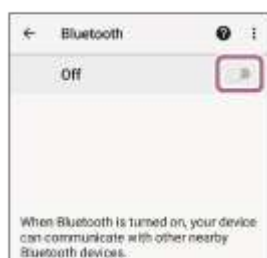 Bluetooth
Off
When Bluetooth is turned on, your device
can communicate with other nearby
Bluetooth devices.